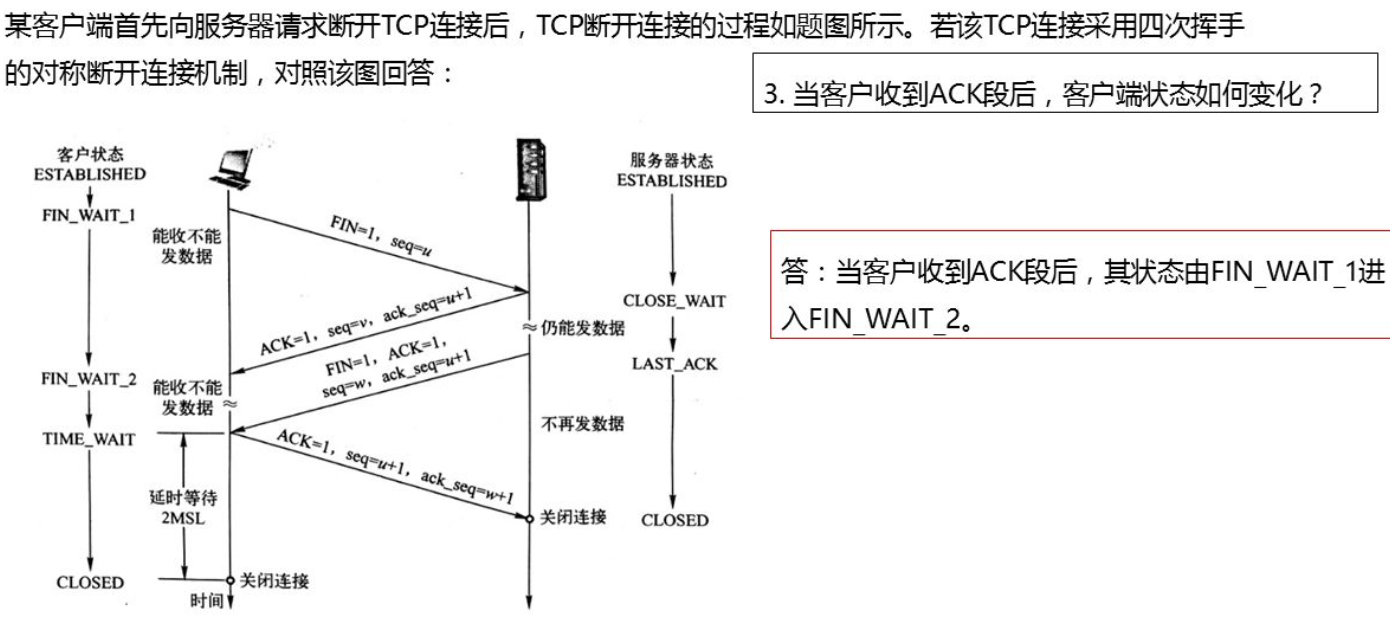 某客户端首先向服务器请求断开TCP连接后，TCP断开连接的过程如题图所示。若该TCP连接采用四次挥手
的对称断开连接机制，对照该图回答：
3. 当客户收到ACK段后，客户端状态如何变化？
客户状态
ESTABLISHED
FIN_WAIT_1
能收不能
发数据
FIN=1，seq=u
服务器状态
ESTABLISHED
答：当客户收到ACK段后，其状态由FIN_WAIT_1进
入FIN_WAIT_2。
CLOSE_WAIT
ACK=1，seq=v，ack_seq=u+1
≈仍能发数据
FIN=1，ACK=1，
seq=w，ack_seq=u+1
LAST_ACK
FIN_WAIT_2
能收不能
发数据 ≈
不再发数据
TIME_WAIT
ACK=1，seq=u+1，ack_seq=w+1
延时等待
2MSL
关闭连接
CLOSED
CLOSED
关闭连接
时间